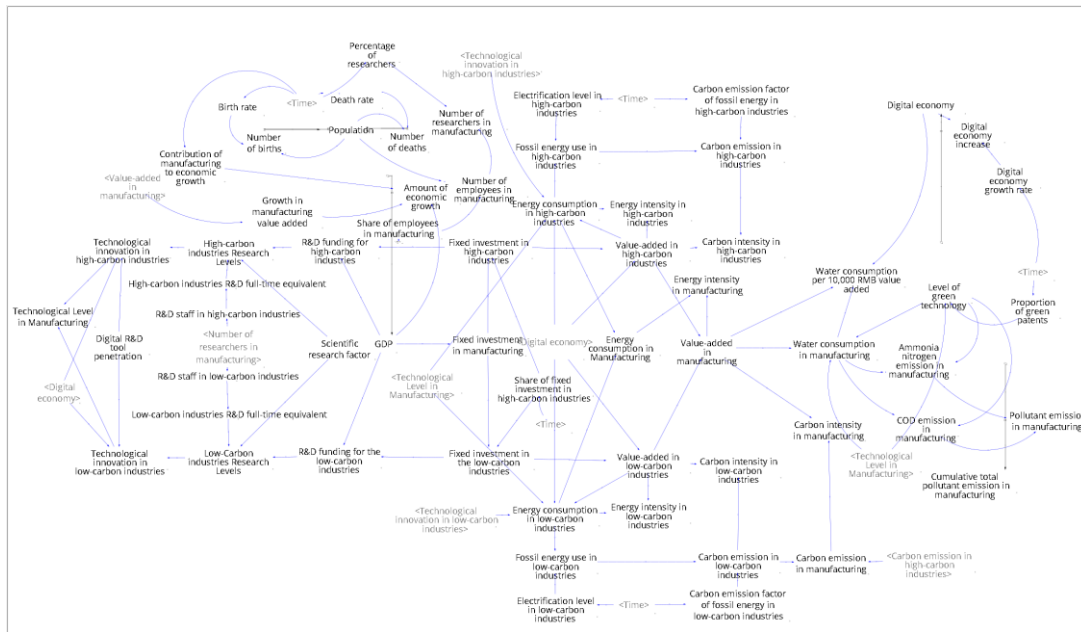 Percentage
of
researchers
<Technological
innovation in
high-carbon industries>
Birth rate
<Time>
Death rate
Number of
researchers in
manufacturing
Number
of births
Population
Number
of deaths
Contribution of
manufacturing
to economic
growth
<Value-added
in
manufacturing>
Growth in
manufacturing
value added
Amount of
economic
growth
Number of
employees in
manufacturing
Share of employees
in manufacturing
Electrification level in
high-carbon
industries
<Time>
Carbon emission factor
of fossil energy in
high-carbon industries
Fossil energy use in
high-carbon
industries
Carbon emission in
high-carbon
industries
Energy consumption
in high-carbon
industries
Energy intensity in
high-carbon
industries
Value-added in
high-carbon
industries
Carbon intensity in
high-carbon
industries
Digital economy
Digital
economy
increase
Digital
economy
growth rate
<Time>
Proportion
of green
patents
Level of
green
technology
Water consumption
per 10,000 RMB value
added
Technological
innovation in
high-carbon industries
High-carbon
industries Research
Levels
R&D funding for
high-carbon
industries
Fixed investment in
high-carbon
industries
High-carbon industries R&D full-time equivalent
R&D staff in high-carbon industries
<Number of
researchers in
manufacturing>
R&D staff in low-carbon industries
Low-carbon industries R&D full-time equivalent
Technological Level
in Manufacturing
Digital R&D
tool
penetration
<Digital
economy>
Scientific
research factor
GDP
Fixed investment
in manufacturing
<Digital economy>
Energy
consumption in
Manufacturing
Energy intensity
in manufacturing
Value-added
in
manufacturing
Water consumption
in manufacturing
Ammonia
nitrogen
emission in
manufacturing
<Technological
Level in
Manufacturing>
Share of fixed
investment in
high-carbon industries
<Time>
Carbon intensity
in manufacturing
COD emission
in
manufacturing
Pollutant emission
in manufacturing
<Technological
Level in
Manufacturing>
Cumulative total
pollutant emission in
manufacturing
Technological
innovation in
low-carbon industries
Low-Carbon
industries Research
Levels
R&D funding for the
low-carbon
industries
Fixed investment in
the low-carbon
industries
Value-added in
low-carbon
industries
Carbon intensity in
low-carbon
industries
<Technological
innovation in low-carbon
industries>
Energy consumption
in low-carbon
industries
Energy intensity in
low-carbon
industries
Fossil energy use in
low-carbon
industries
Carbon emission in
low-carbon
industries
Carbon emission
in manufacturing
<Carbon emission in
high-carbon
industries>
Electrification level
in low-carbon
industries
<Time>
Carbon emission factor
of fossil energy in
low-carbon industries